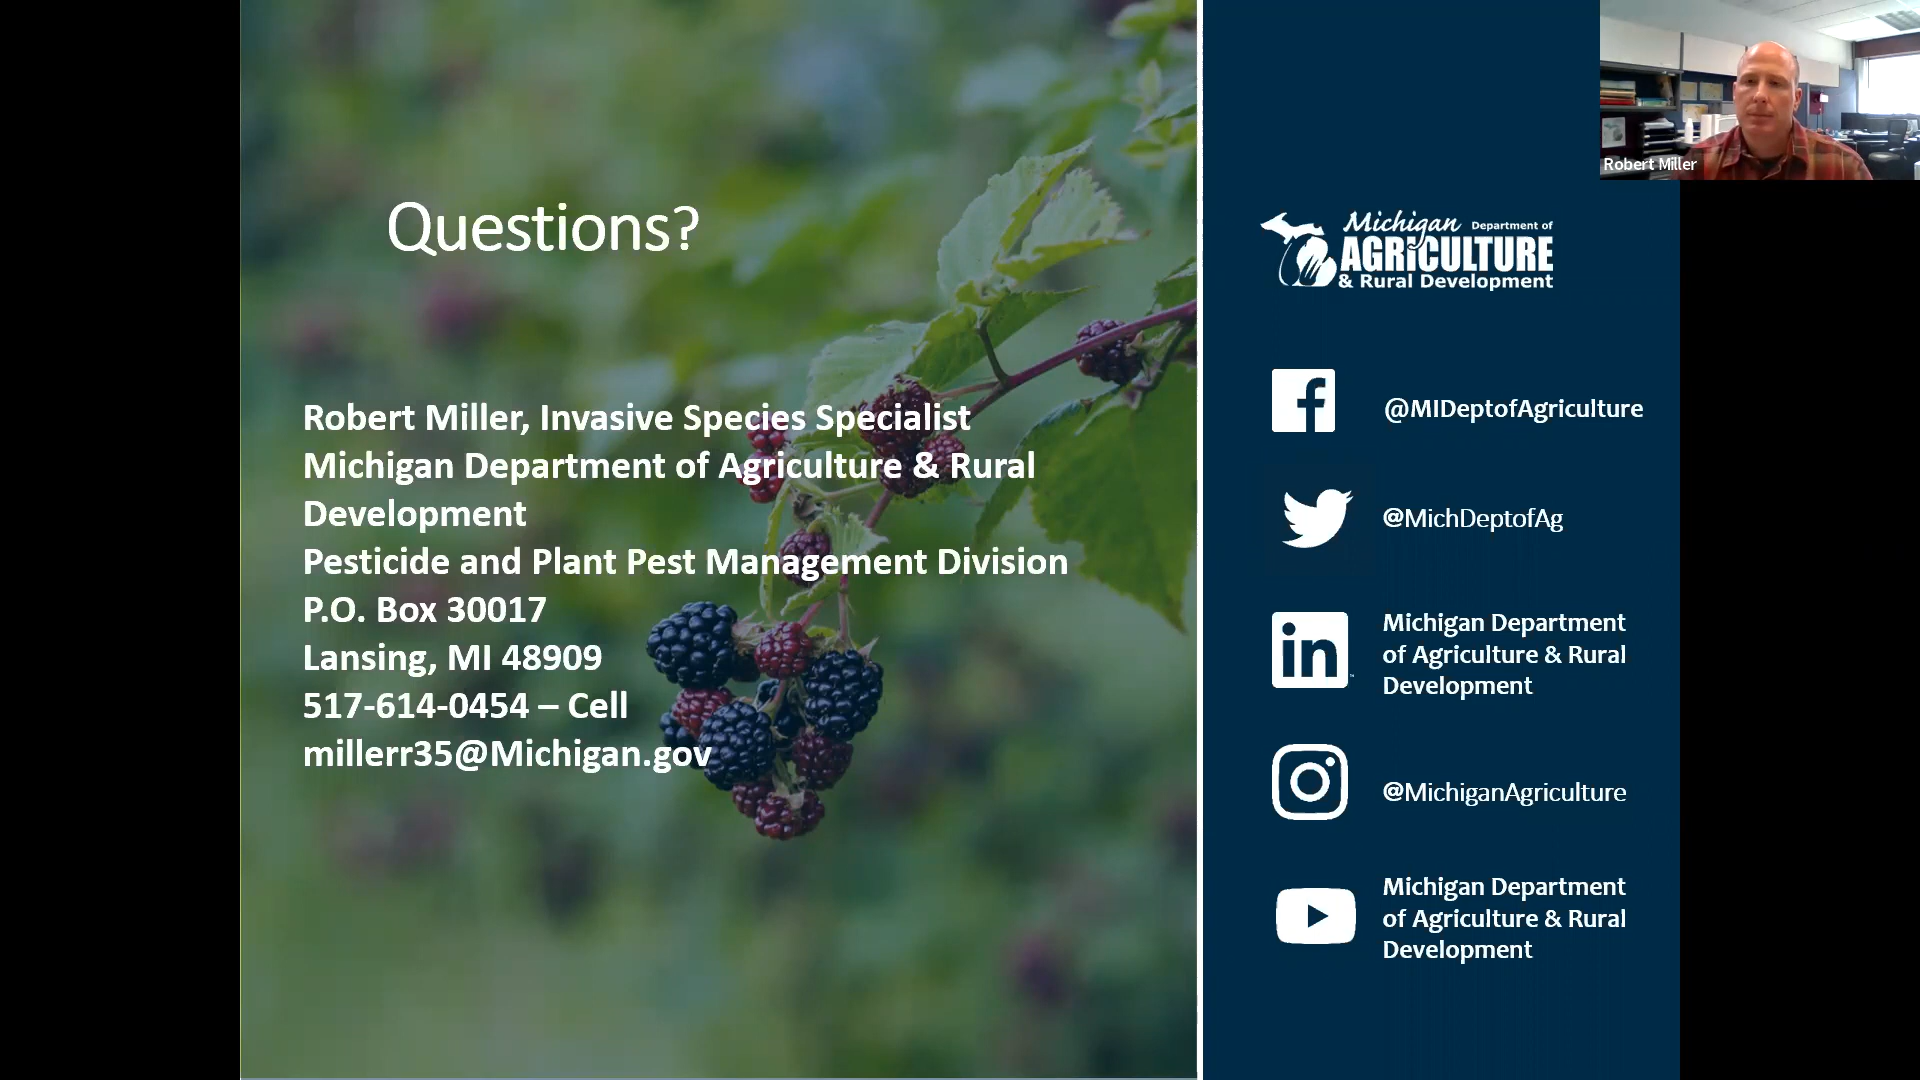 Questions?
Robert Miller, Invasive Species Specialist
Michigan Department of Agriculture & Rural
Development
Pesticide and Plant Pest Management Division
P.O. Box 30017
Lansing, MI 48909
517-614-0454 – Cell
millerr35@Michigan.gov
Michigan Department of
AGRICULTURE
& Rural Development
@MIDeptofAgriculture
@MichDeptofAg
in
Michigan Department
of Agriculture & Rural
Development
@MichiganAgriculture
Michigan Department
of Agriculture & Rural
Development
Robert Miller